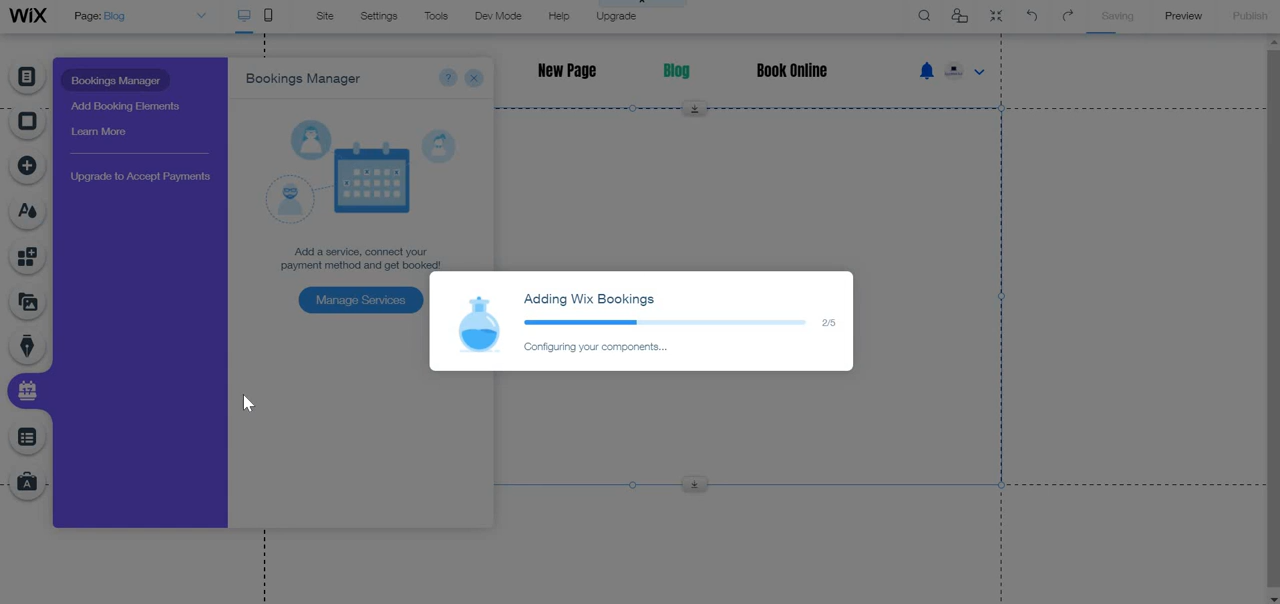 WiX
Page: Blog
Site
Settings
Tools
Dev Mode
Help
Upgrade
Saving
Preview
Publish
Bookings Manager
Add Booking Elements
Learn More
Upgrade to Accept Payments
Bookings Manager
?
Add a service, connect your
payment method and get booked!
Manage Services
New Page
Blog
Book Online
Adding Wix Bookings
2/5
Configuring your components...